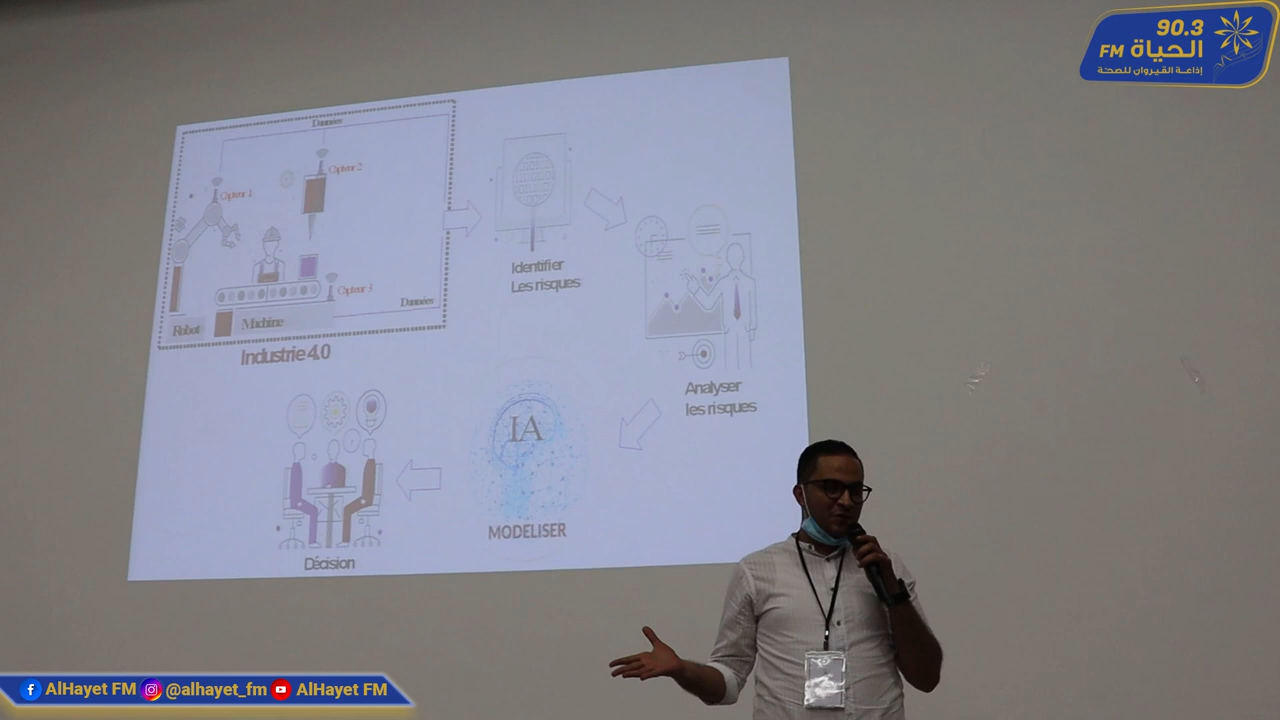 90.3
الحياة FM
إذاعة القيروان للصحة
Données
Capteur 1
Capteur 2
Capteur 3
Données
Robot
Machine
Industrie 4.0
Identifier
Les risques
Analyser
les risques
IA
MODELISER
Décision
AlHayet FM @alhayet_fm AlHayet FM